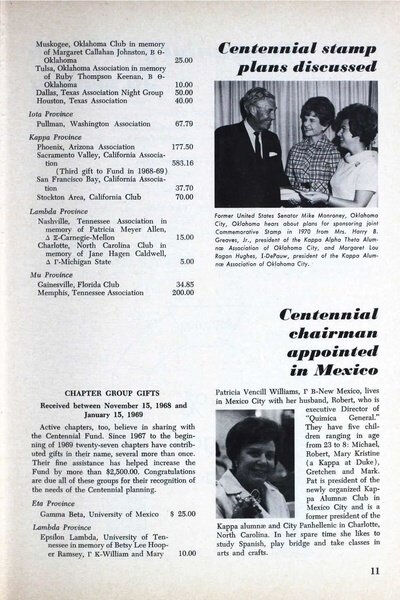 Muskogee, Oklahoma Club in memory
of Margaret Callahan Johnston, B Θ-
Oklahoma 25.00
Tulsa, Oklahoma Association in memory
of Ruby Thompson Keenan, B Θ-
Oklahoma 10.00
Dallas, Texas Association Night Group 50.00
Houston, Texas Association 40.00
Iota Province
Pullman, Washington Association 67.79
Kappa Province
Phoenix, Arizona Association 177.50
Sacramento Valley, California Associa-
tion 583.16
(Third gift to Fund in 1968-69)
San Francisco Bay, California Associa-
tion 37.70
Stockton Area, California Club 70.00
Lambda Province
Nashville, Tennessee Association in
memory of Patricia Meyer Allen,
Δ Ξ-Carnegie-Mellon 15.00
Charlotte, North Carolina Club in
memory of Jane Hagen Caldwell,
Δ Γ-Michigan State 5.00
Mu Province
Gainesville, Florida Club 34.85
Memphis, Tennessee Association 200.00
CHAPTER GROUP GIFTS
Received between November 15, 1968 and
January 15, 1969
Active chapters, too, believe in sharing with
the Centennial Fund. Since 1967 to the begin-
ning of 1969 twenty-seven chapters have contrib-
uted gifts in their name, several more than once.
Their fine assistance has helped increase the
Fund by more than $2,500.00. Congratulations
are due all of these groups for their recognition of
the needs of the Centennial planning.
Eta Province
Gamma Beta, University of Mexico $ 25.00
Lambda Province
Epsilon Lambda, University of Ten-
nessee in memory of Betsy Lee Hoop-
er Ramsey, Γ K-William and Mary 10.00
Centennial stamp
plans discussed
Former United States Senator Mike Monroney, Oklahoma
City, Oklahoma hears about plans for sponsoring joint
Commemorative Stamp in 1970 from Mrs. Harry B.
Greaves, Jr., president of the Kappa Alpha Theta Alum-
næ Association of Oklahoma City, and Margaret Lou
Rogan Hughes, I-DePauw, president of the Kappa Alum-
næ Association of Oklahoma City.
Centennial
chairman
appointed
in Mexico
Patricia Vencill Williams, Γ B-New Mexico, lives
in Mexico City with her husband, Robert, who is
executive Director of
"Quimica General."
They have five chil-
dren ranging in age
from 23 to 8: Michael,
Robert, Mary Kristine
(a Kappa at Duke),
Gretchen and Mark.
Pat is president of the
newly organized Kap-
pa Alumnæ Club in
Mexico City and is a
former president of the
Kappa alumnæ and City Panhellenic in Charlotte,
North Carolina. In her spare time she likes to
study Spanish, play bridge and take classes in
arts and crafts.
11